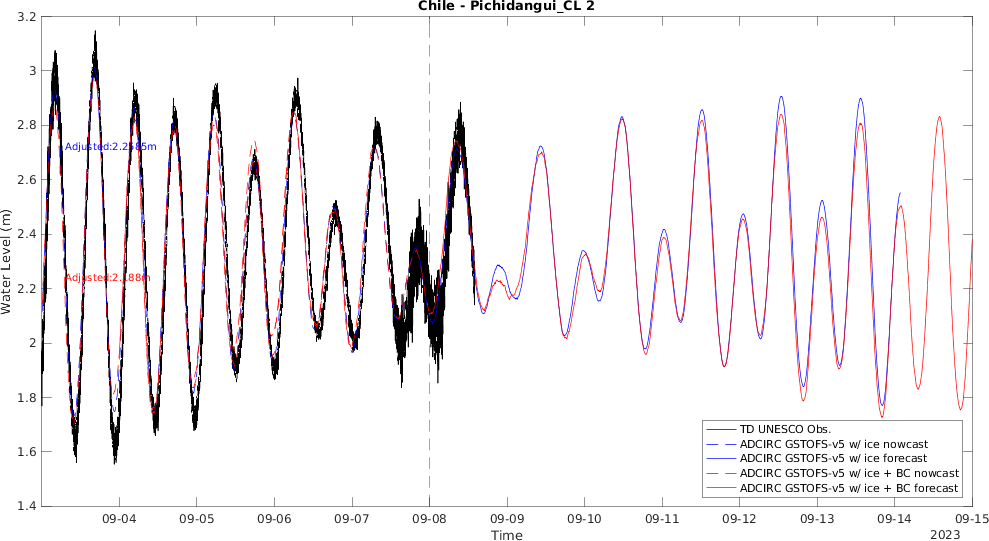 Chile - Pichidangui_CL 2
3.2
3
2.8
2.6
2.4
2.2
2
1.8
1.6
1.4
Water Level (m)
Adjusted:2.2585m
Adjusted:2.188m
TD UNESCO Obs.
ADCIRC GSTOFS-v5 w/ ice nowcast
ADCIRC GSTOFS-v5 w/ ice forecast
ADCIRC GSTOFS-v5 w/ ice + BC nowcast
ADCIRC GSTOFS-v5 w/ ice + BC forecast
09-04 09-05 09-06 09-07 09-08 09-09 09-10 09-11 09-12 09-13 09-14 09-15
Time
2023